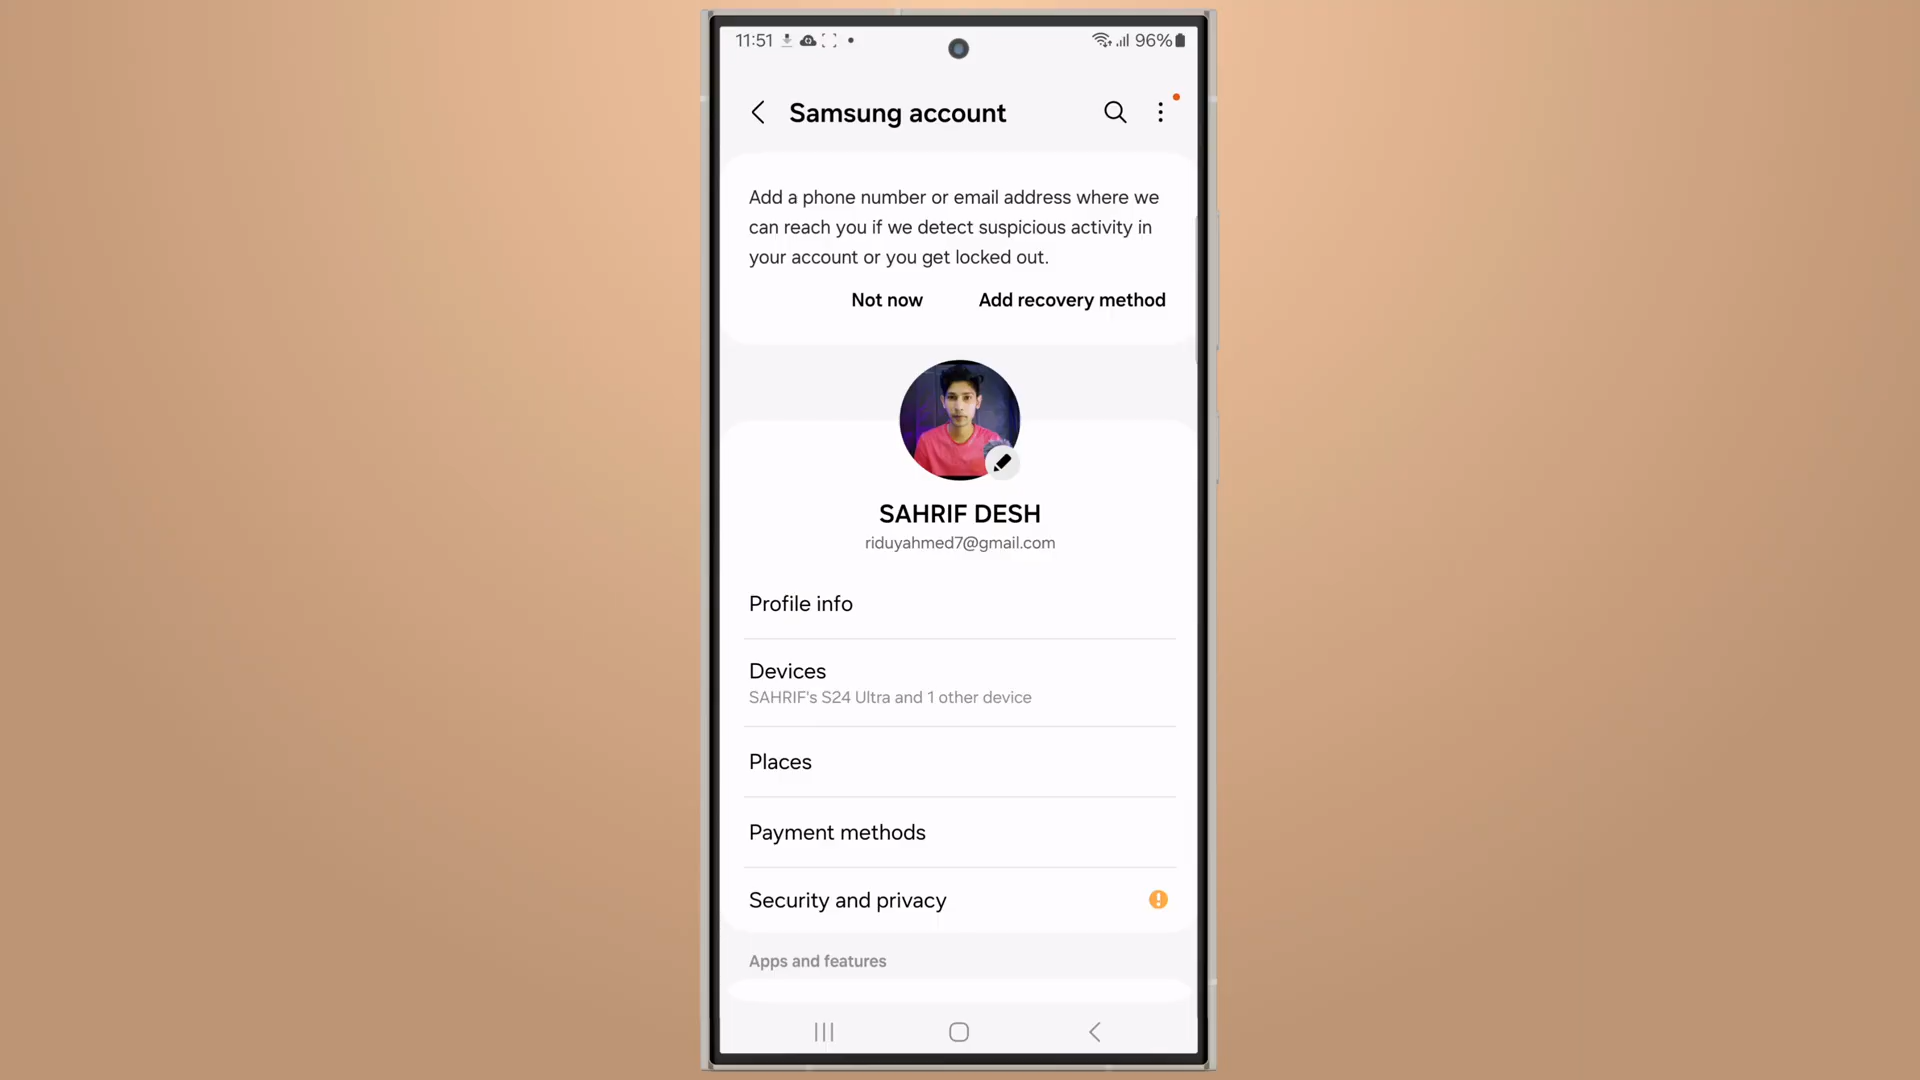 11:51
96%
Samsung account
Add a phone number or email address where we
can reach you if we detect suspicious activity in
your account or you get locked out.
Not now Add recovery method
SAHRIF DESH
riduyahmed7@gmail.com
Profile info
Devices
SAHRIF's S24 Ultra and 1 other device
Places
Payment methods
Security and privacy
Apps and features